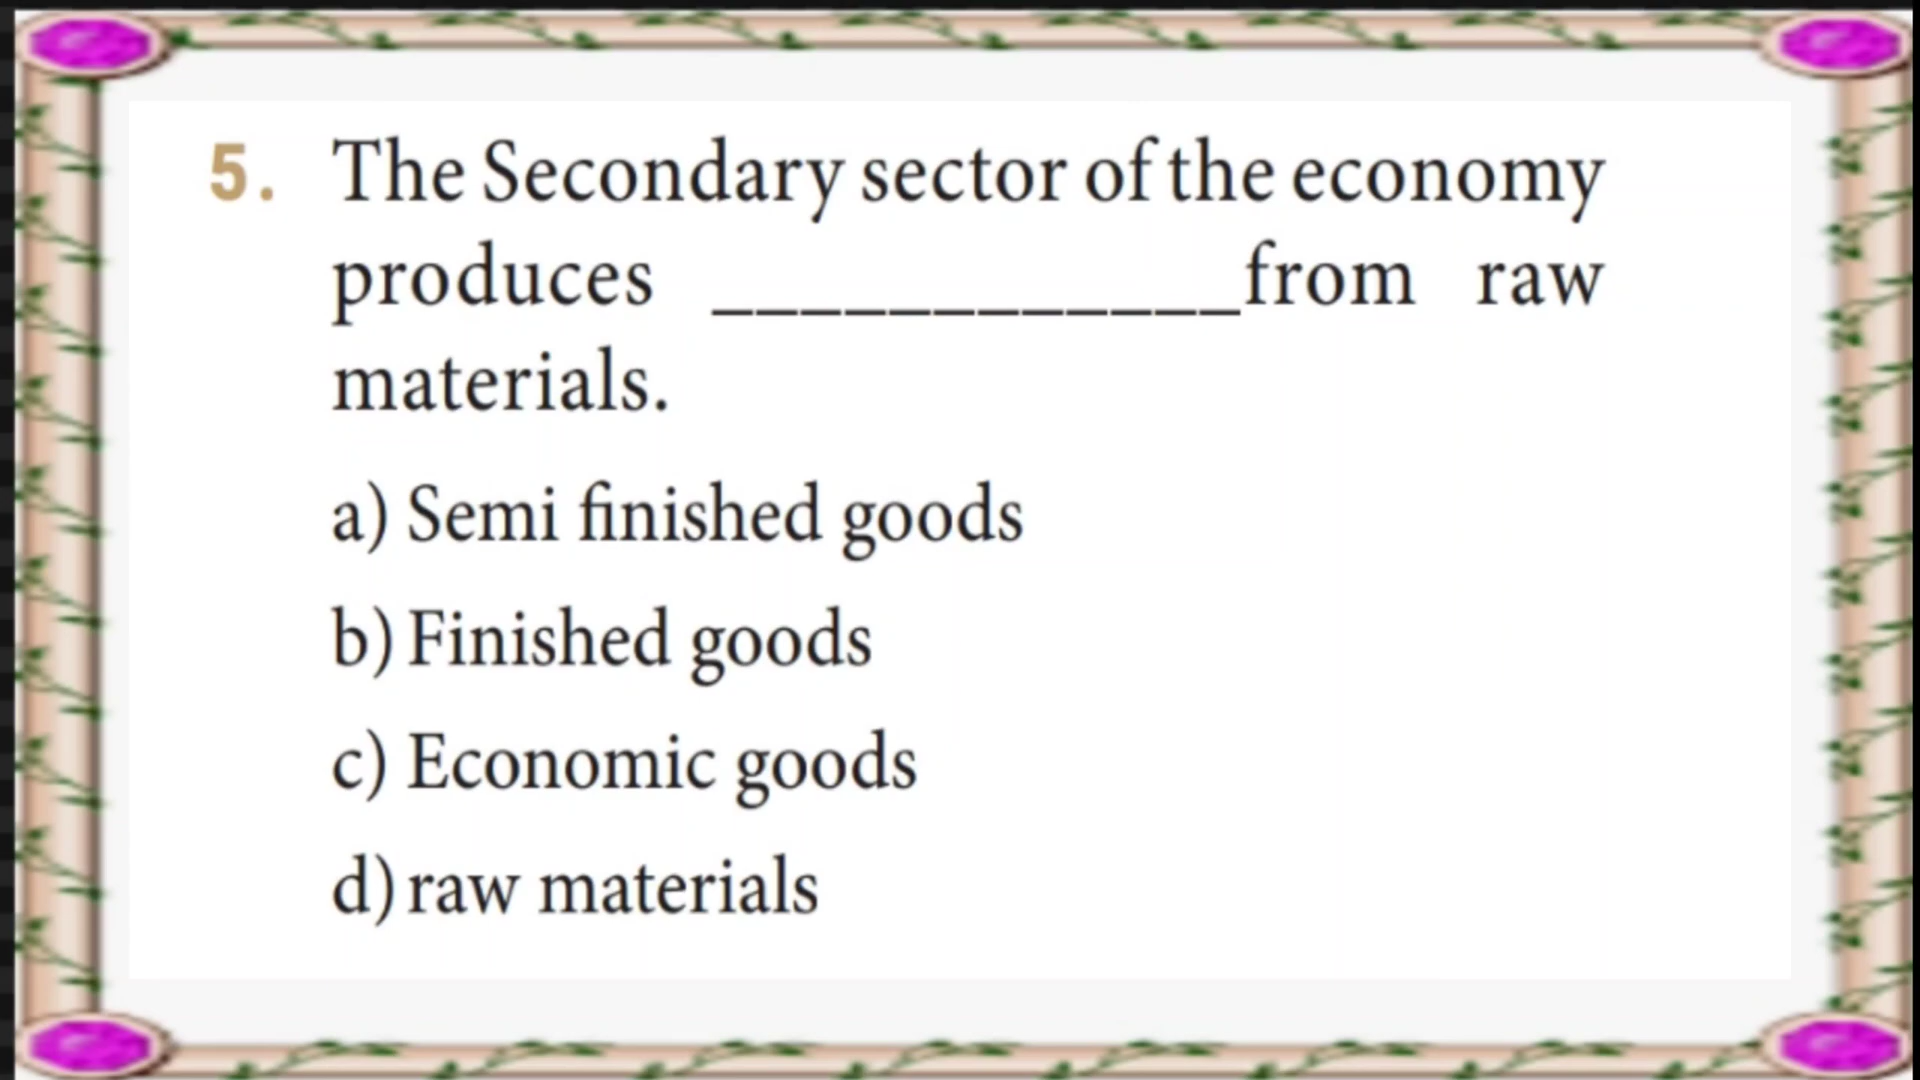 5. The Secondary sector of the economy
produces ____________from raw
materials.
a) Semi finished goods
b) Finished goods
c) Economic goods
d) raw materials